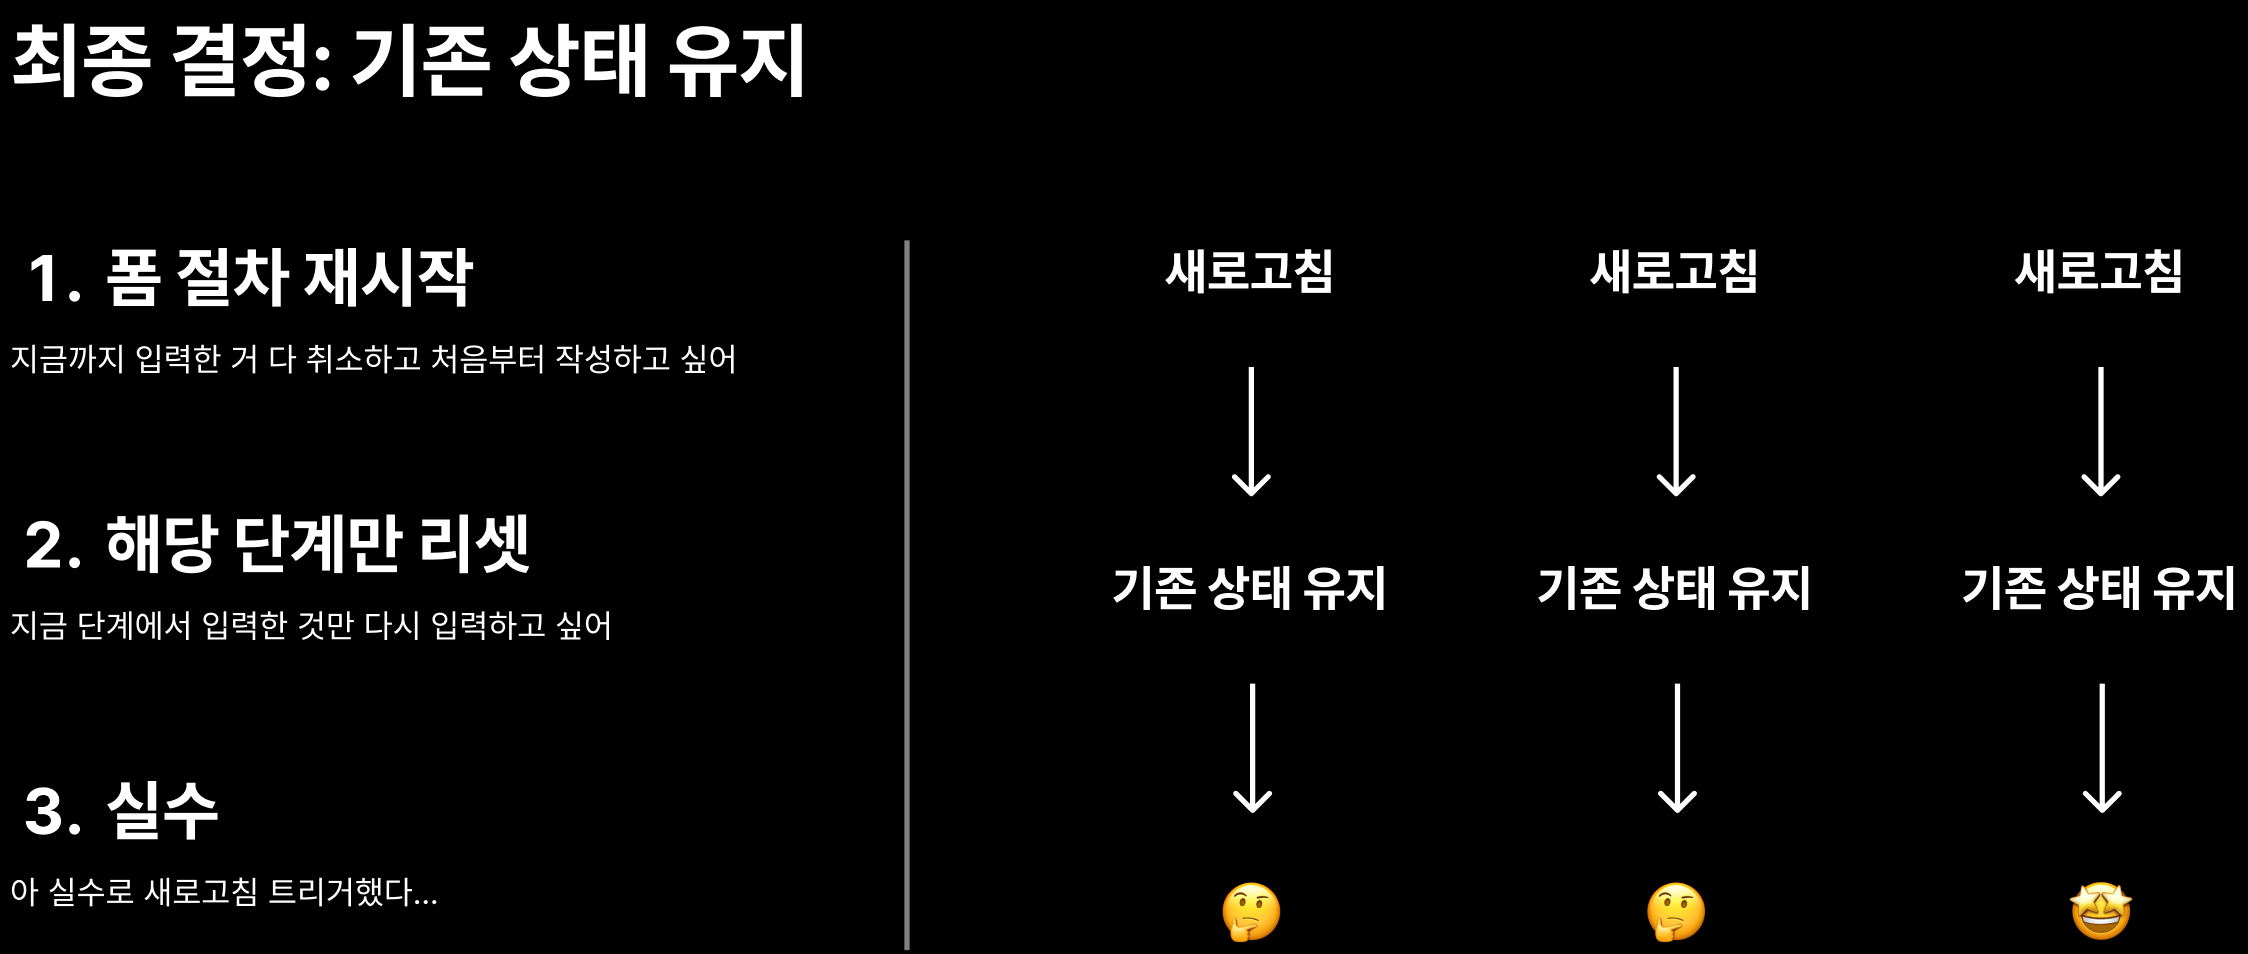 최종 결정: 기존 상태 유지
1. 폼 절차 재시작
지금까지 입력한 거 다 취소하고 처음부터 작성하고 싶어
2. 해당 단계만 리셋
지금 단계에서 입력한 것만 다시 입력하고 싶어
3. 실수
아 실수로 새로고침 트리거했다...
새로고침
기존 상태 유지
새로고침
기존 상태 유지
새로고침
기존 상태 유지